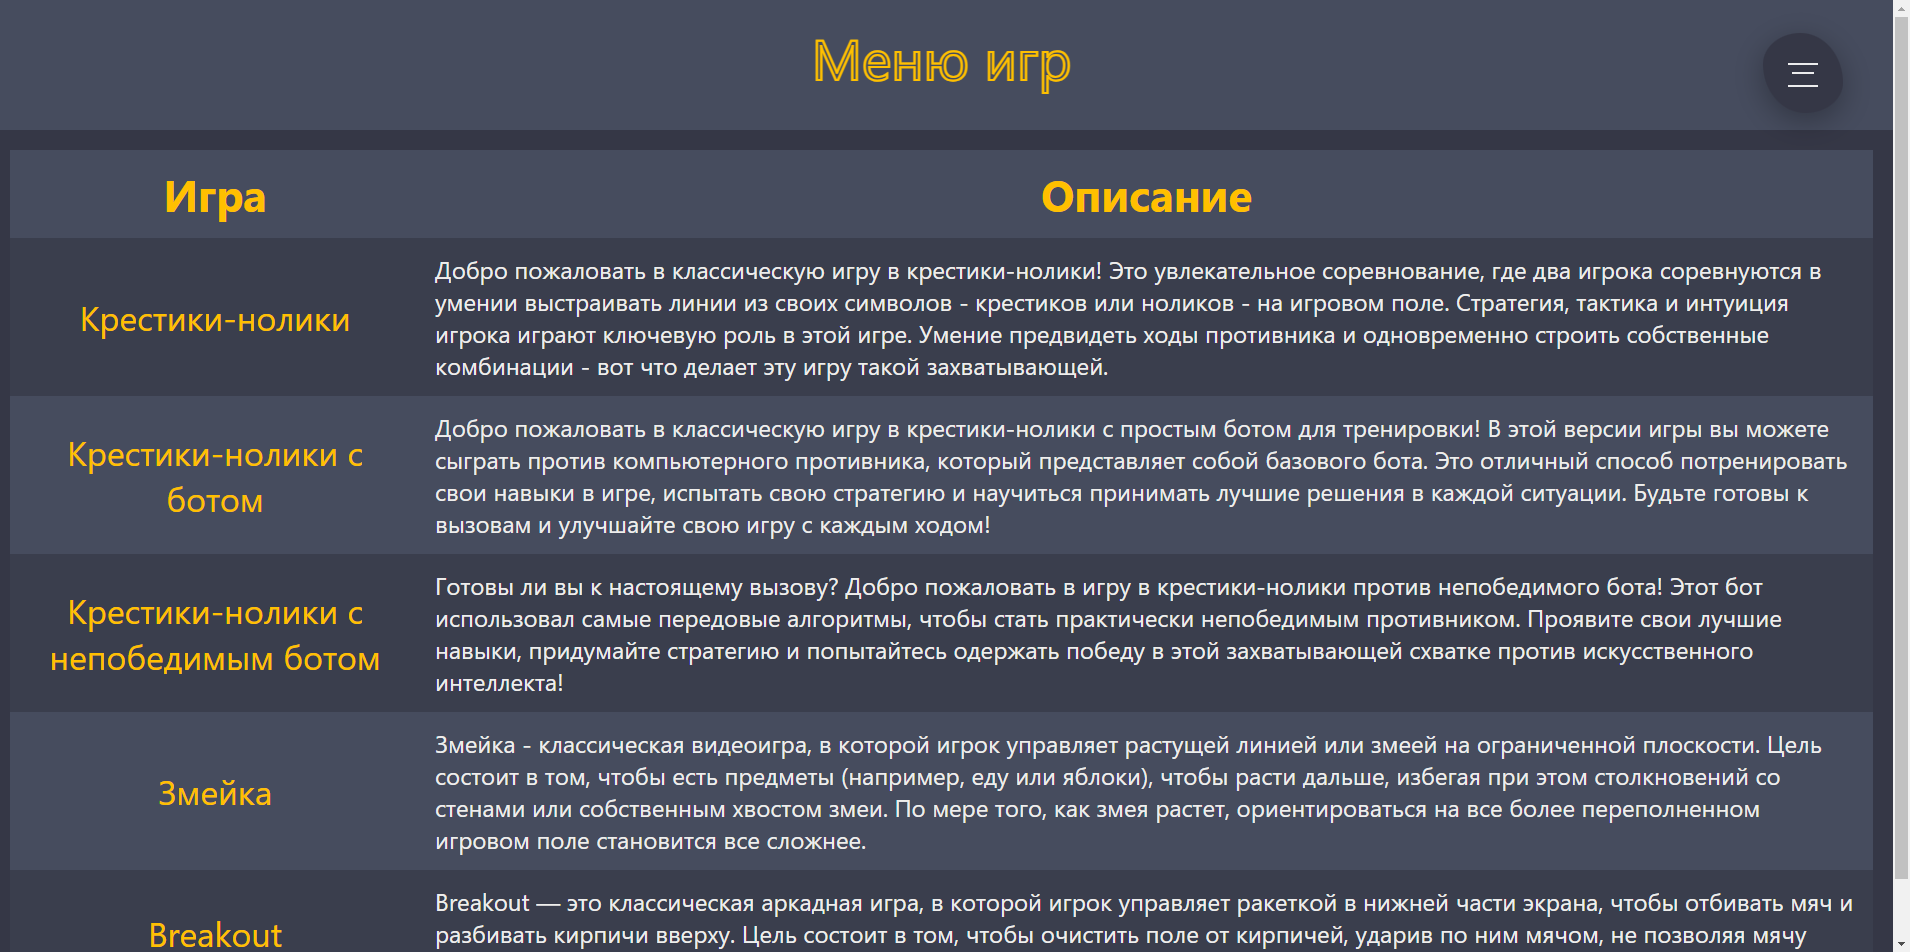 Меню игр
Игра
Описание
Крестики-нолики
Добро пожаловать в классическую игру в крестики-нолики! Это увлекательное соревнование, где два игрока соревнуются в
умении выстраивать линии из своих символов - крестиков или ноликов - на игровом поле. Стратегия, тактика и интуиция
игрока играют ключевую роль в этой игре. Умение предвидеть ходы противника и одновременно строить собственные
комбинации - вот что делает эту игру такой захватывающей.
Крестики-нолики с
ботом
Добро пожаловать в классическую игру в крестики-нолики с простым ботом для тренировки! В этой версии игры вы можете
сыграть против компьютерного противника, который представляет собой базового бота. Это отличный способ потренировать
свои навыки в игре, испытать свою стратегию и научиться принимать лучшие решения в каждой ситуации. Будьте готовы к
вызовам и улучшайте свою игру с каждым ходом!
Крестики-нолики с
непобедимым ботом
Готовы ли вы к настоящему вызову? Добро пожаловать в игру в крестики-нолики против непобедимого бота! Этот бот
использовал самые передовые алгоритмы, чтобы стать практически непобедимым противником. Проявите свои лучшие
навыки, придумайте стратегию и попытайтесь одержать победу в этой захватывающей схватке против искусственного
интеллекта!
Змейка
Змейка - классическая видеоигра, в которой игрок управляет растущей линией или змеей на ограниченной плоскости. Цель
состоит в том, чтобы есть предметы (например, еду или яблоки), чтобы расти дальше, избегая при этом столкновений со
стенами или собственным хвостом змеи. По мере того, как змея растет, ориентироваться на все более переполненном
игровом поле становится все сложнее.
Breakout
Breakout — это классическая аркадная игра, в которой игрок управляет ракеткой в нижней части экрана, чтобы отбивать мяч и
разбивать кирпичи вверху. Цель состоит в том, чтобы очистить поле от кирпичей, ударив по ним мячом, не позволяя мячу